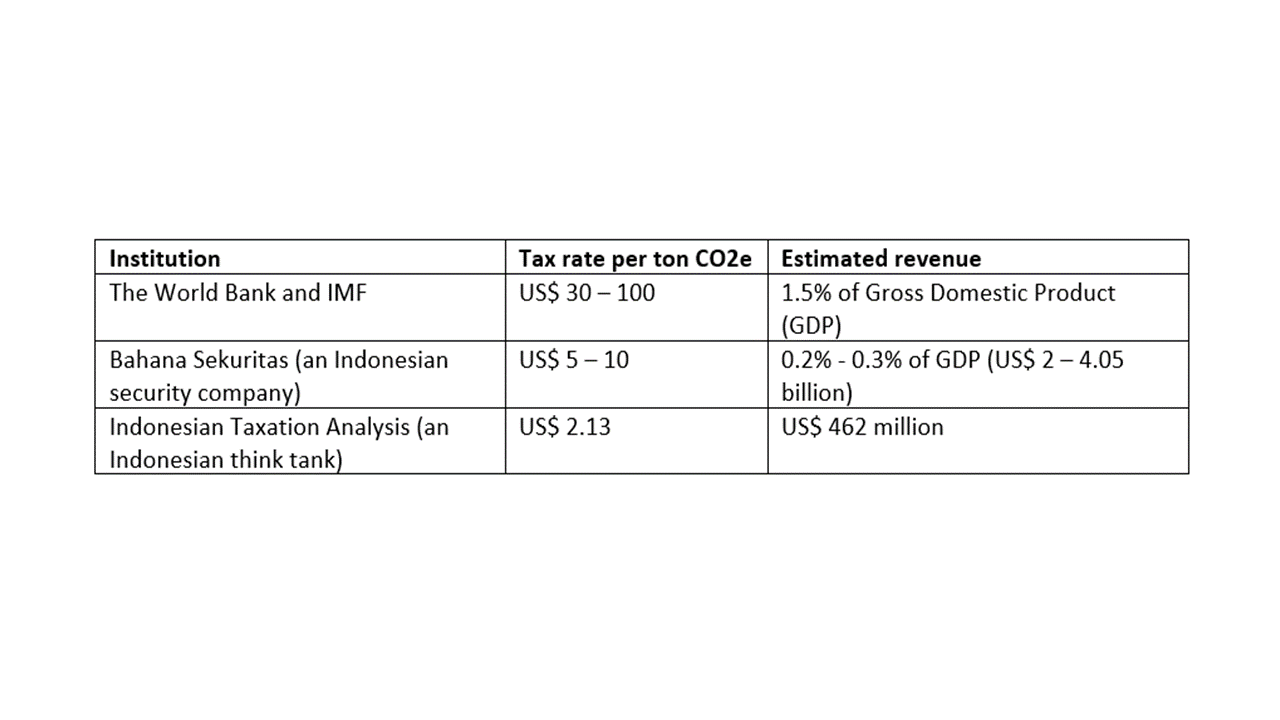 Institution
Tax rate per ton CO2e
Estimated revenue
The World Bank and IMF
US$ 30 – 100
1.5% of Gross Domestic Product
(GDP)
Bahana Sekuritas (an Indonesian
security company)
US$ 5 – 10
0.2% - 0.3% of GDP (US$ 2 – 4.05
billion)
Indonesian Taxation Analysis (an
Indonesian think tank)
US$ 2.13
US$ 462 million